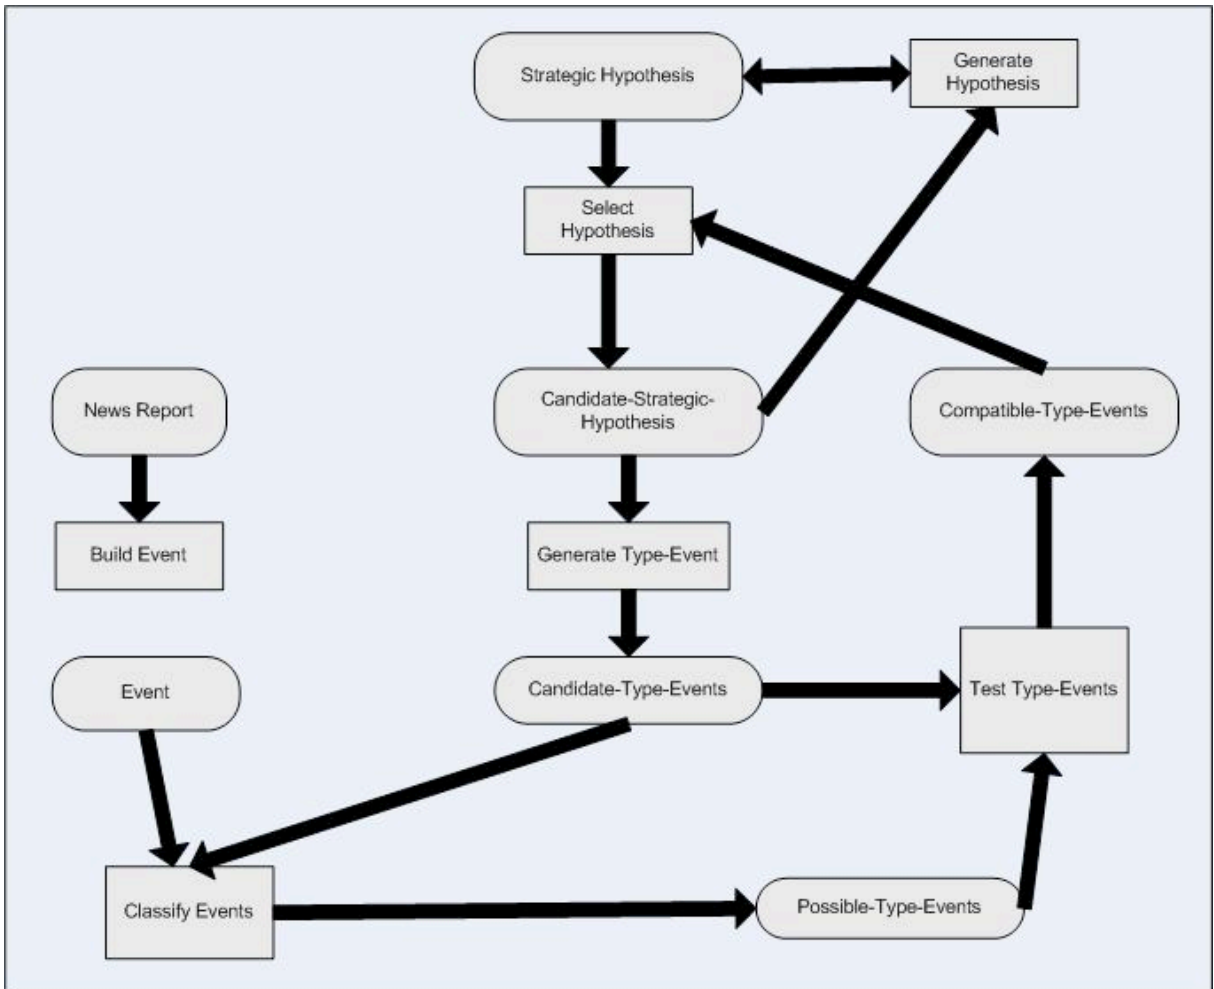 Strategic Hypothesis
Generate
Hypothesis
Select
Hypothesis
News Report
Candidate-Strategic-
Hypothesis
Compatible-Type-Events
Build Event
Generate Type-Event
Event
Candidate-Type-Events
Test Type-Events
Classify Events
Possible-Type-Events